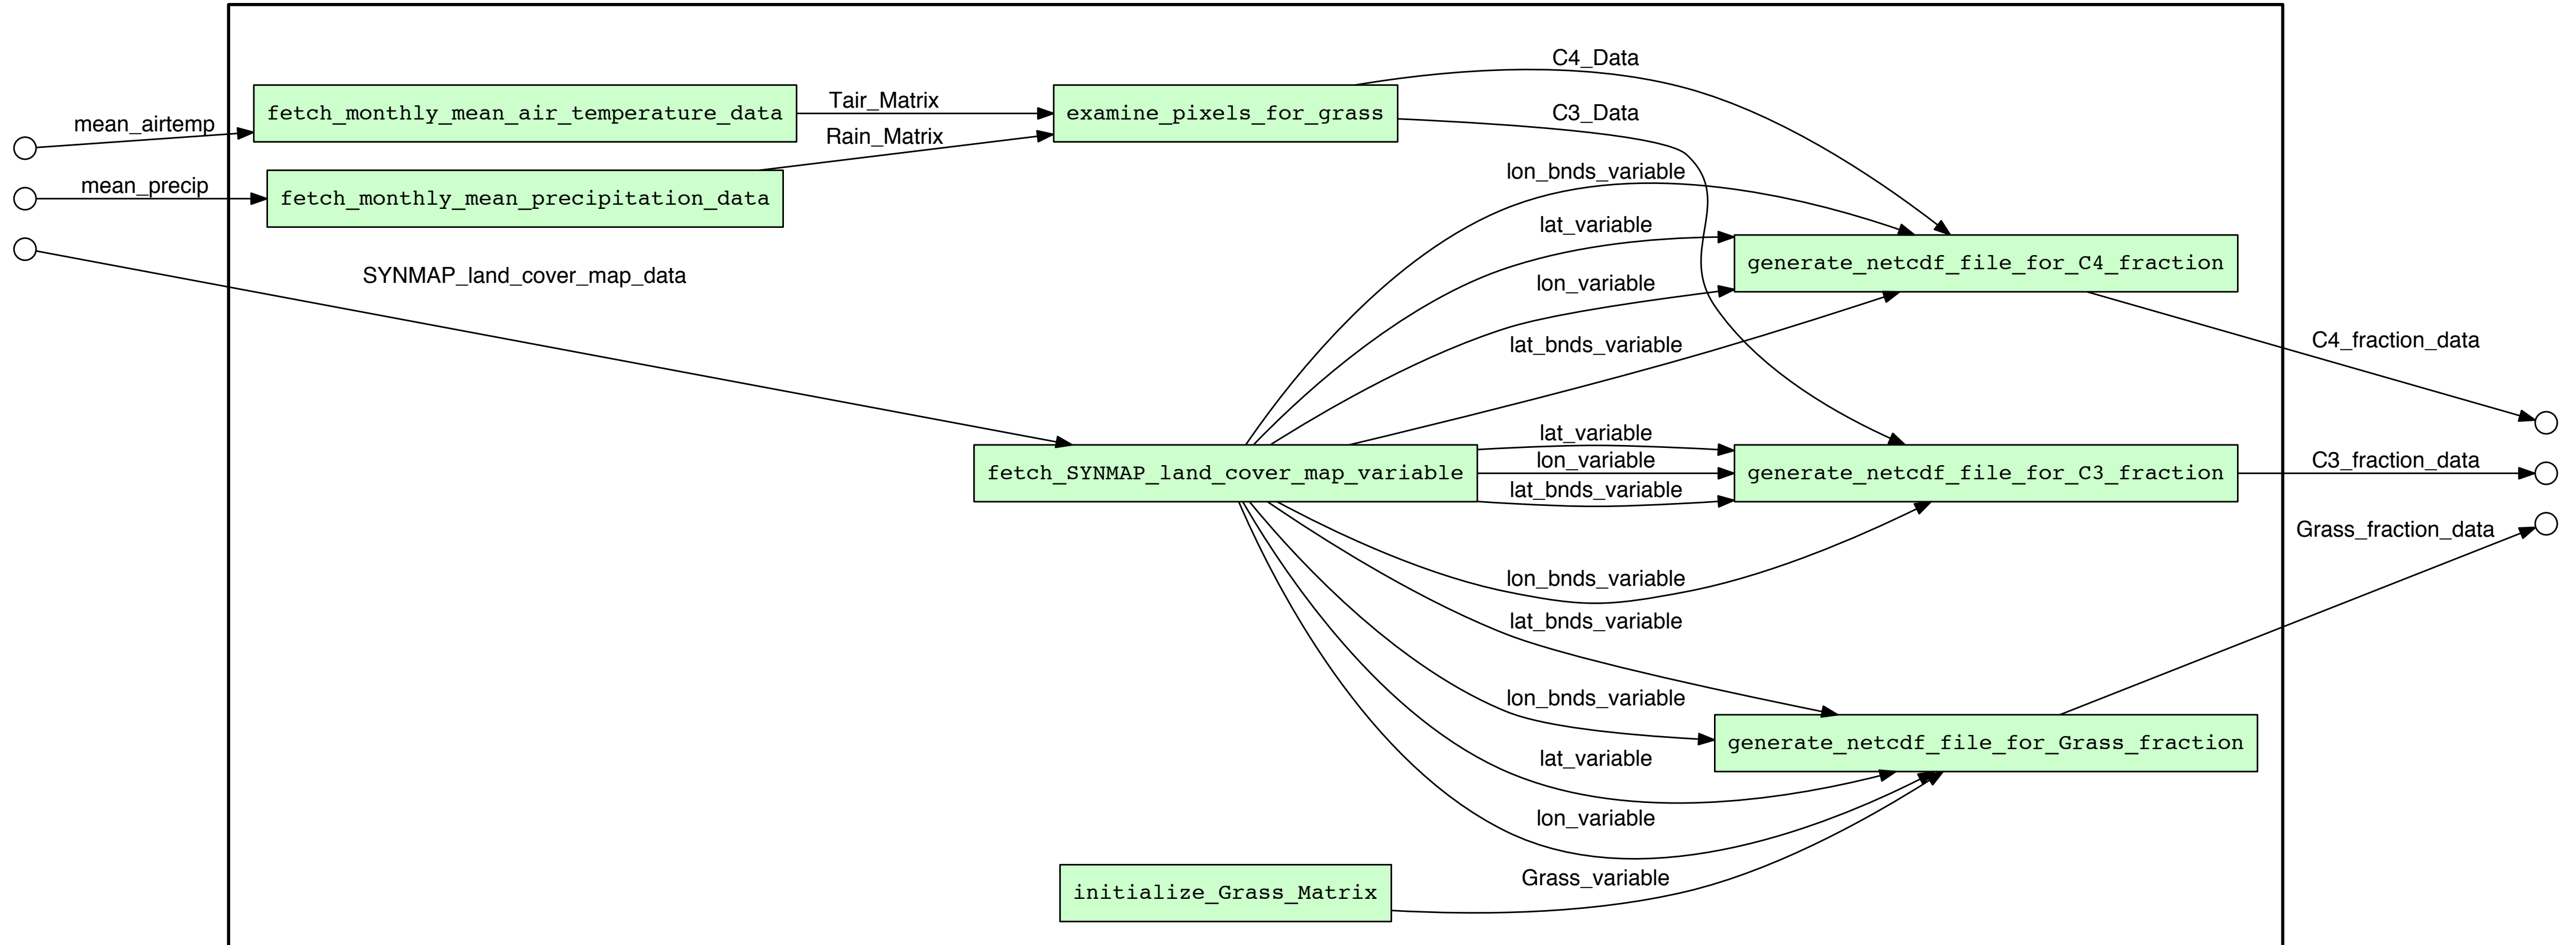 C4_Data
fetch_monthly_mean_air_temperature_data
Tair_Matrix
examine_pixels_for_grass
C3_Data
mean_airtemp
Rain_Matrix
lon_bnds_variable
mean_precip
fetch_monthly_mean_precipitation_data
lat_variable
generate_netcdf_file_for_C4_fraction
SYNMAP_land_cover_map_data
lon_variable
C4_fraction_data
lat_bnds_variable
lat_variable
fetch_SYNMAP_land_cover_map_variable
lon_variable
generate_netcdf_file_for_C3_fraction
C3_fraction_data
lat_bnds_variable
Grass_fraction_data
lon_bnds_variable
lat_bnds_variable
lon_bnds_variable
generate_netcdf_file_for_Grass_fraction
lat_variable
lon_variable
Grass_variable
initialize_Grass_Matrix